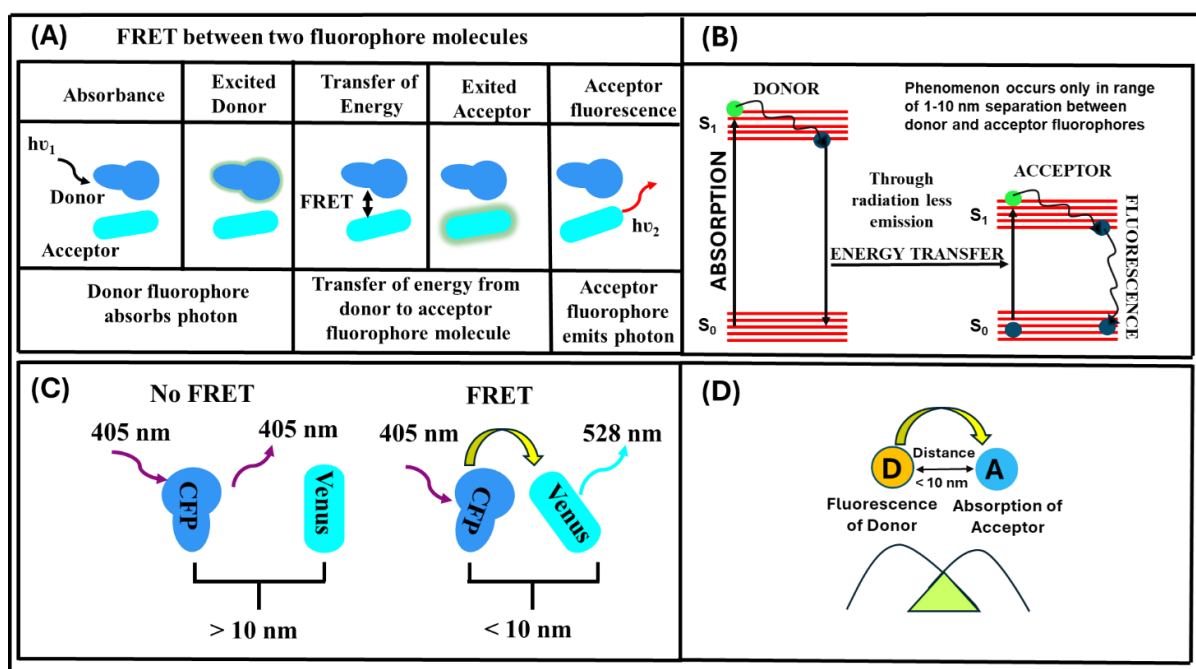 (A)
FRET between two fluorophore molecules
Absorbance
Excited
Donor
Transfer of
Energy
Exited
Acceptor
Acceptor
fluorescence
hυ1
Donor
Acceptor
FRET
hυ2
Donor fluorophore
absorbs photon
Transfer of energy from
donor to acceptor
fluorophore molecule
Acceptor
fluorophore
emits photon
(B)
DONOR
Phenomenon occurs only in range
of 1-10 nm separation between
donor and acceptor fluorophores
S1
ABSORPTION
Through
radiation less
emission
ENERGY TRANSFER
S0
ACCEPTOR
S1
FLUORESCENCE
S0
(C)
No FRET
405 nm
405 nm
CFP
Venus
> 10 nm
FRET
405 nm
528 nm
CFP
Venus
< 10 nm
(D)
D
Distance
< 10 nm
A
Fluorescence
of Donor
Absorption of
Acceptor